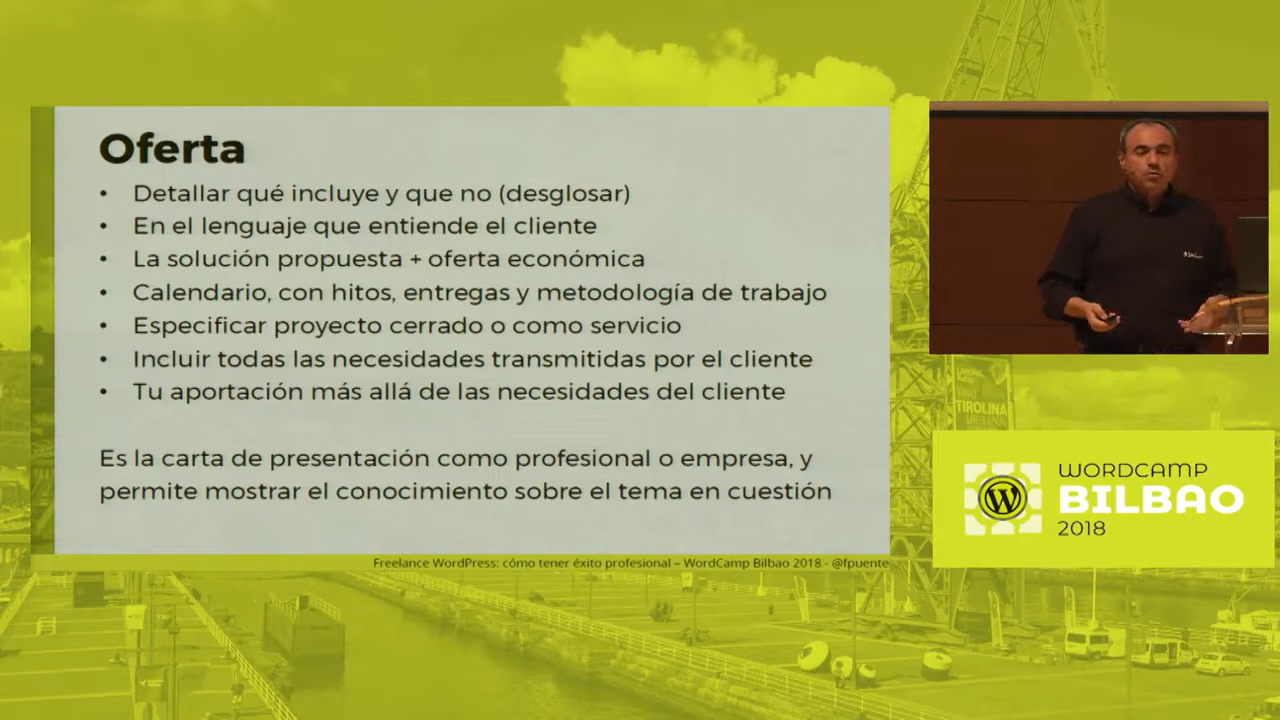 Oferta
• Detallar qué incluye y que no (desglosar)
• En el lenguaje que entiende el cliente
• La solución propuesta + oferta económica
• Calendario, con hitos, entregas y metodología de trabajo
• Especificar proyecto cerrado o como servicio
• Incluir todas las necesidades transmitidas por el cliente
• Tu aportación más allá de las necesidades del cliente
Es la carta de presentación como profesional o empresa, y
permite mostrar el conocimiento sobre el tema en cuestión
Freelance WordPress: cómo tener éxito profesional – WordCamp Bilbao 2018 - @fpuente
TIROLINA
WORDCAMP
BILBAO
2018